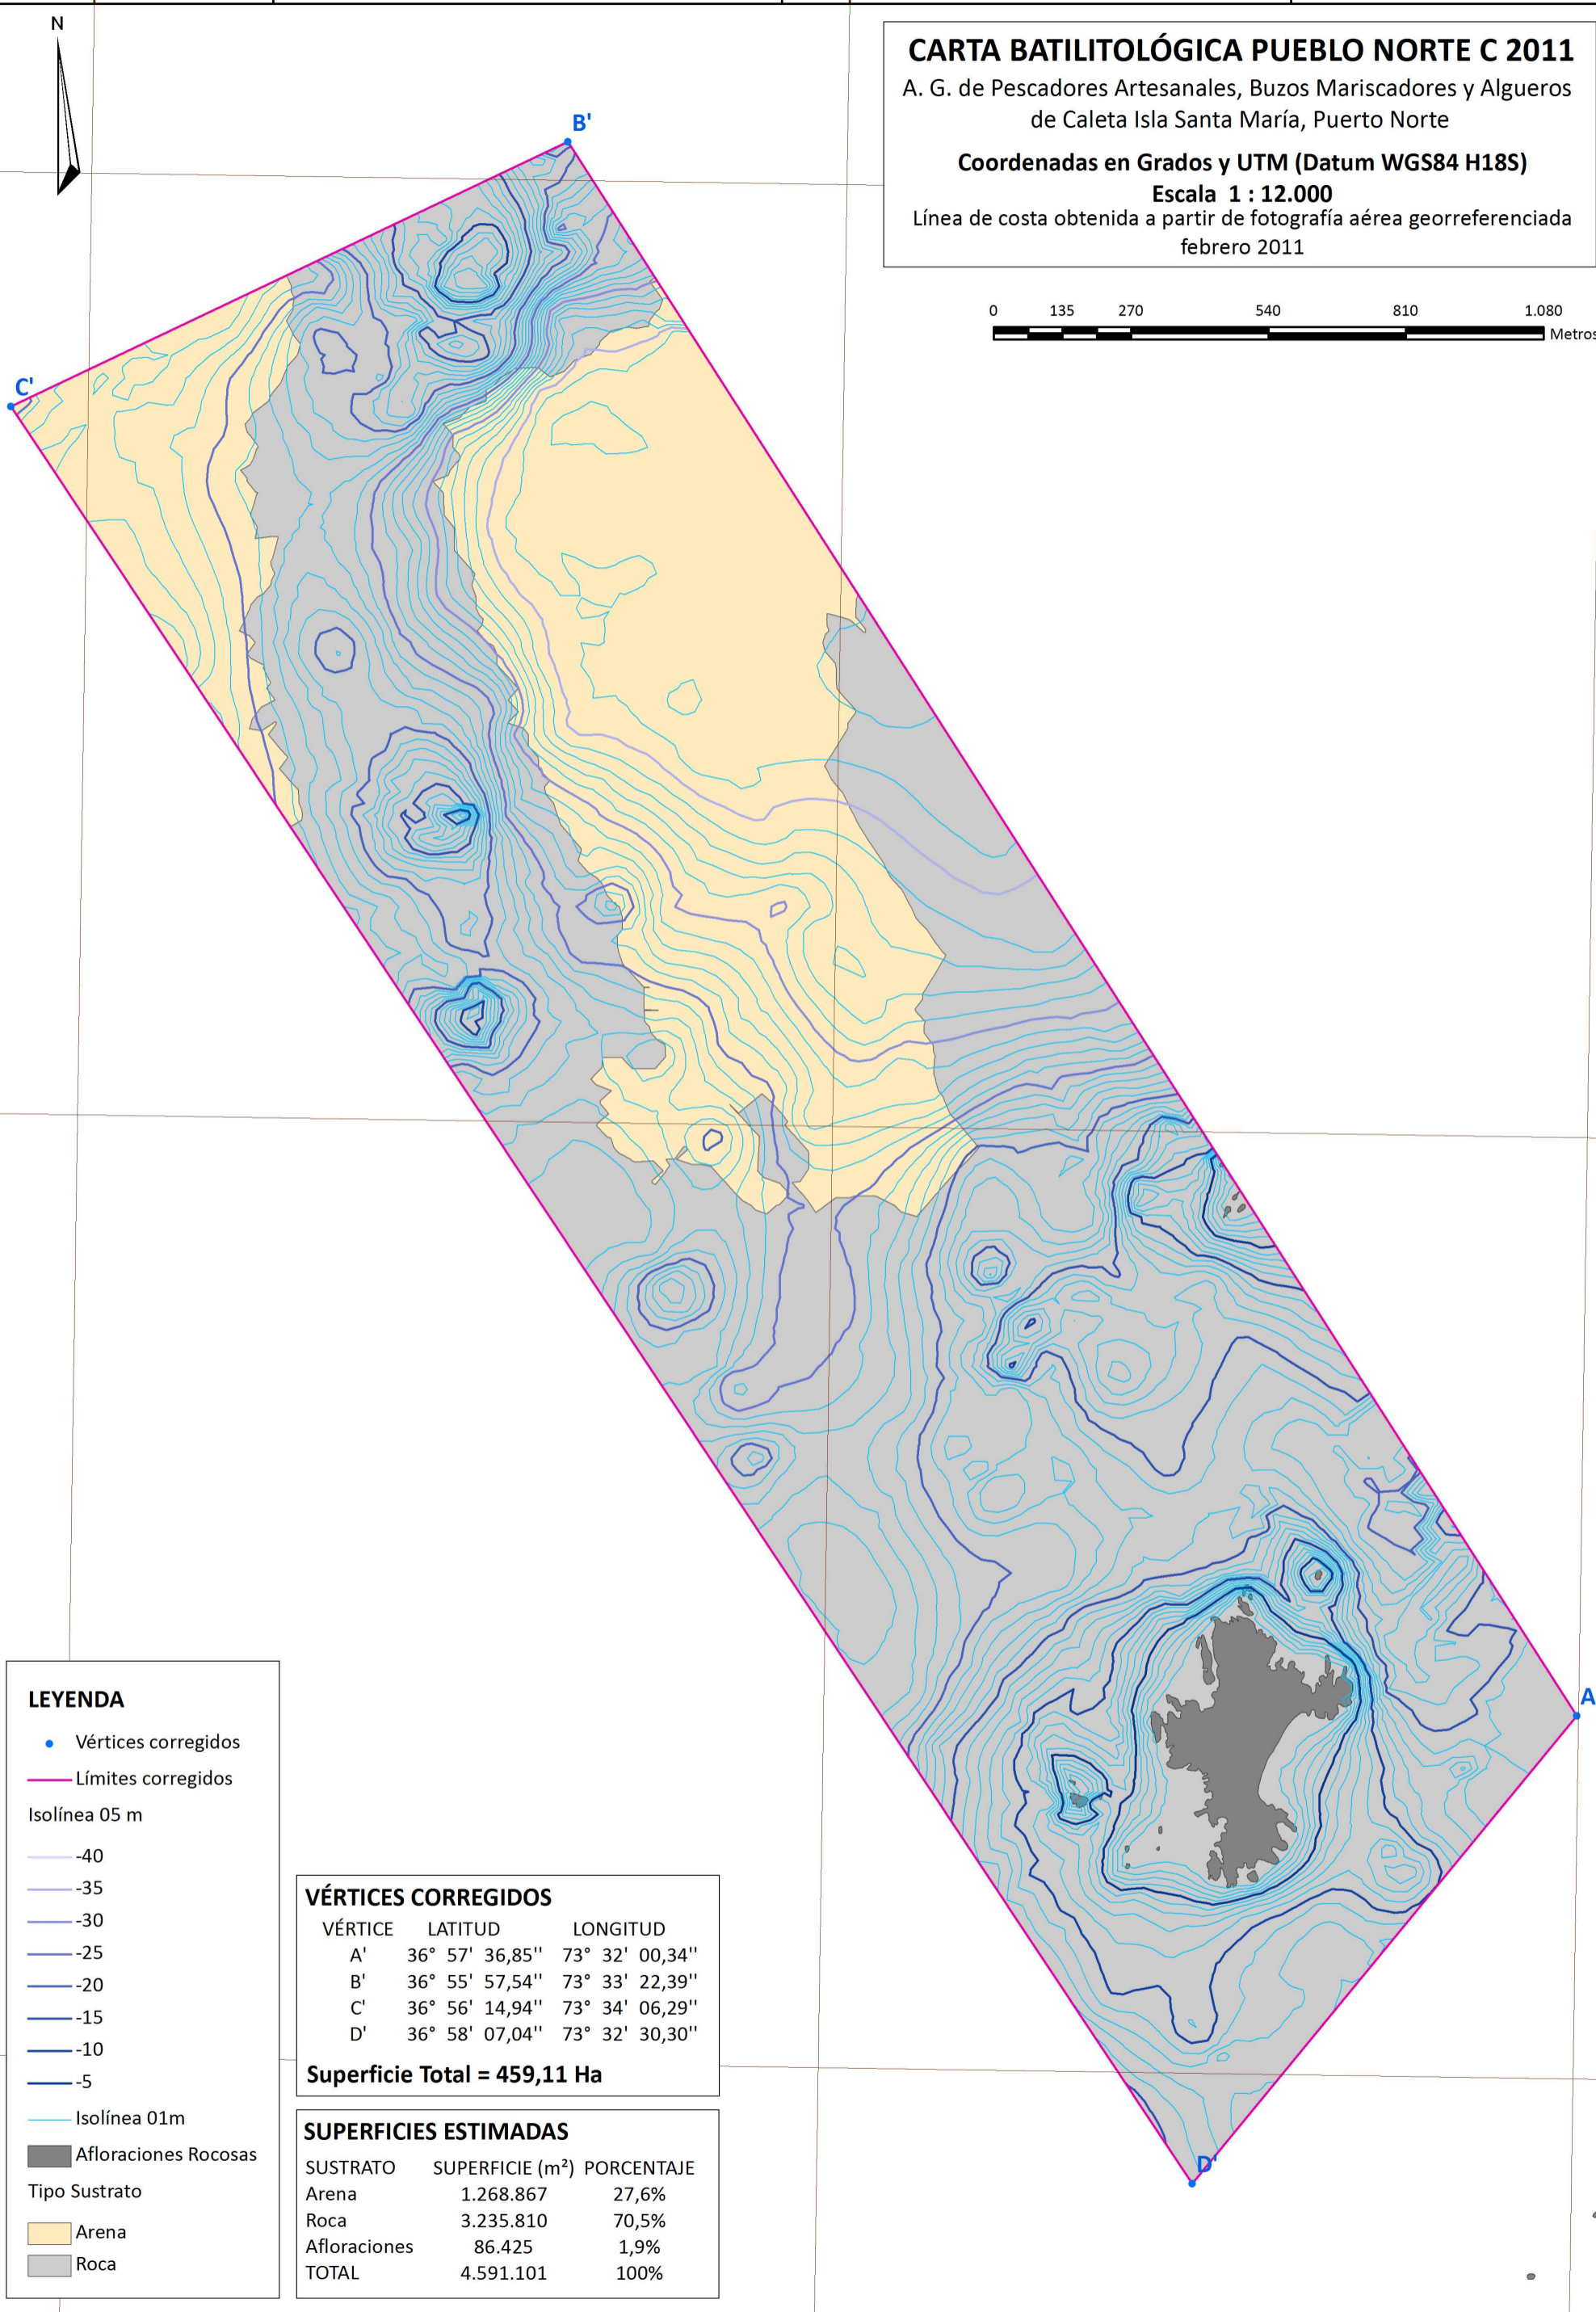 N
CARTA BATILITOLÓGICA PUEBLO NORTE C 2011
A. G. de Pescadores Artesanales, Buzos Mariscadores y Algueros
de Caleta Isla Santa María, Puerto Norte
Coordenadas en Grados y UTM (Datum WGS84 H18S)
Escala 1 : 12.000
Línea de costa obtenida a partir de fotografía aérea georreferenciada
febrero 2011
0 135 270 540 810 1.080
Metros
B'
C'
A
D'
LEYENDA
Vértices corregidos
Límites corregidos
Isolínea 05 m
-40
-35
-30
-25
-20
-15
-10
-5
Isolínea 01m
Afloraciones Rocosas
Tipo Sustrato
Arena
Roca
VÉRTICES CORREGIDOS
VÉRTICE LATITUD LONGITUD
A' 36° 57' 36,85'' 73° 32' 00,34''
B' 36° 55' 57,54'' 73° 33' 22,39''
C' 36° 56' 14,94'' 73° 34' 06,29''
D' 36° 58' 07,04'' 73° 32' 30,30''
Superficie Total = 459,11 Ha
SUPERFICIES ESTIMADAS
SUSTRATO SUPERFICIE (m²) PORCENTAJE
Arena 1.268.867 27,6%
Roca 3.235.810 70,5%
Afloraciones 86.425 1,9%
TOTAL 4.591.101 100%